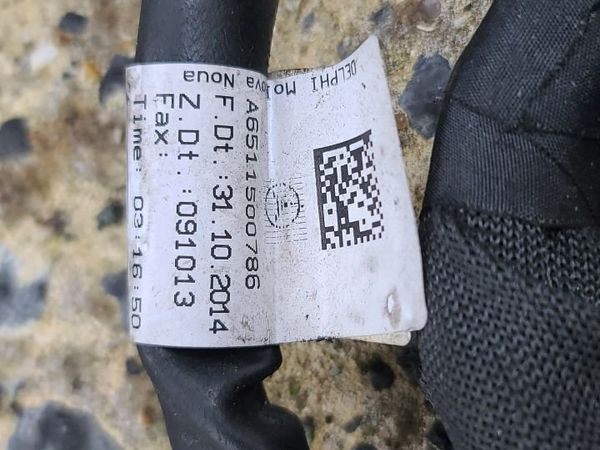 DELPHI Moldova
Noua
A6511500786
F.Dt.:31.10.2014
Z.Dt.:091013
Fax:
Time: 03:16:50